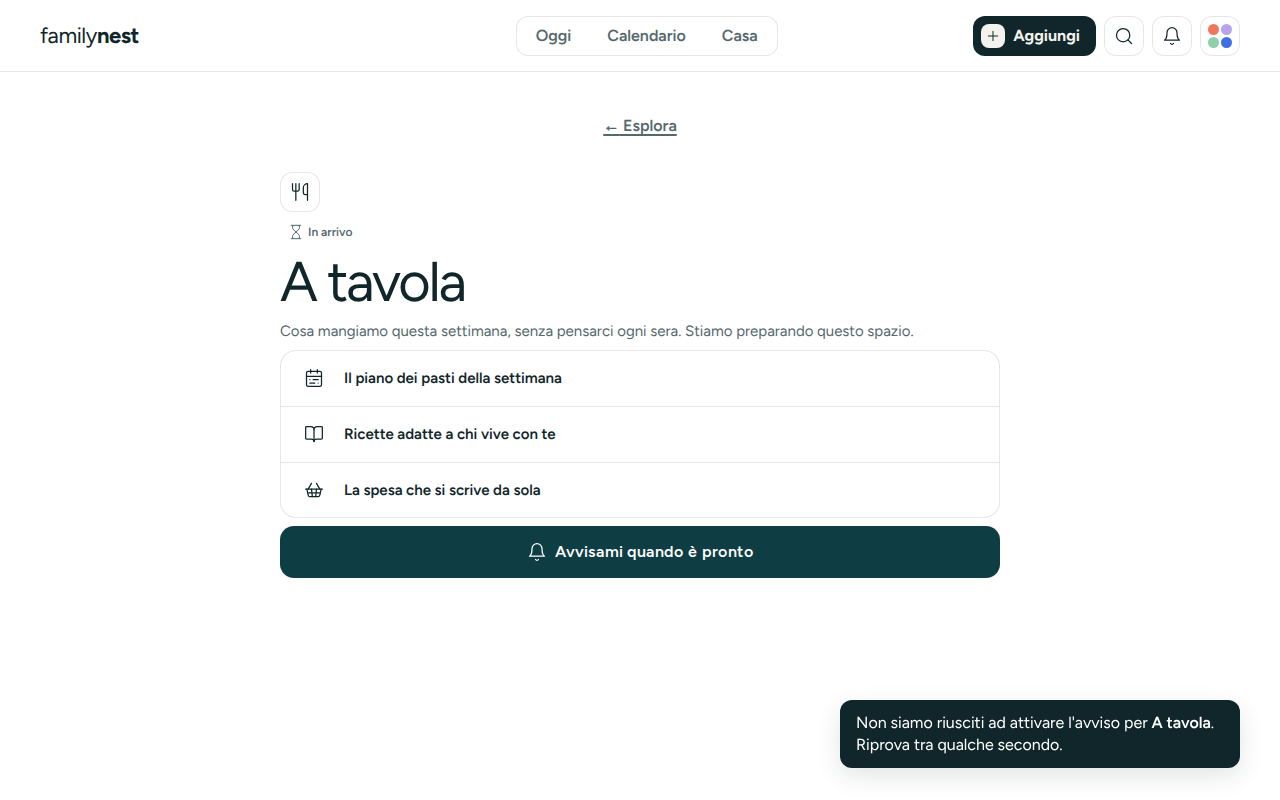 familynest
Oggi
Calendario
Casa
Aggiungi
← Esplora
In arrivo
A tavola
Cosa mangiamo questa settimana, senza pensarci ogni sera. Stiamo preparando questo spazio.
Il piano dei pasti della settimana
Ricette adatte a chi vive con te
La spesa che si scrive da sola
Avvisami quando è pronto
Non siamo riusciti ad attivare l'avviso per A tavola.
Riprova tra qualche secondo.